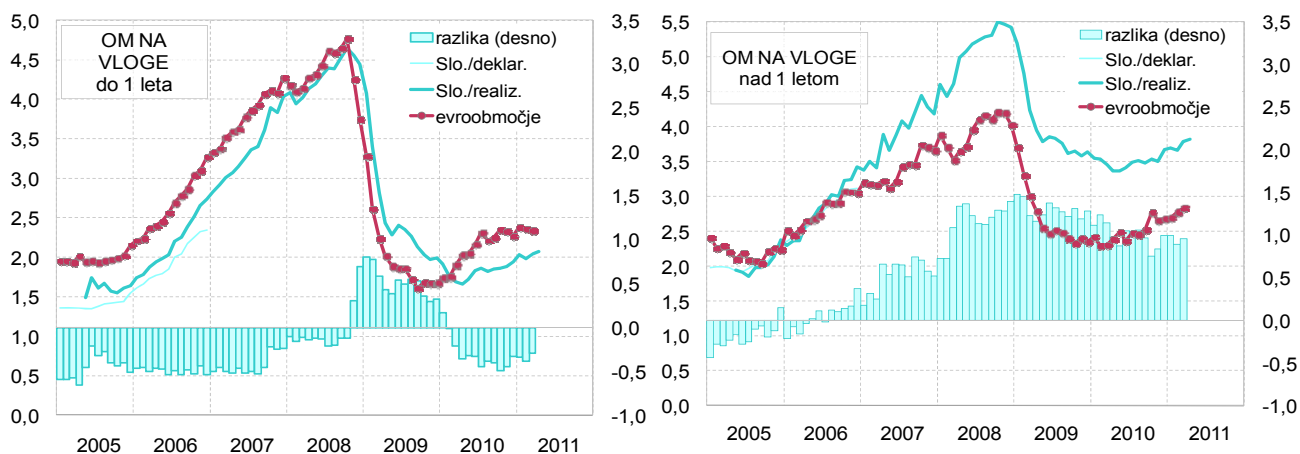 OM NA
VLOGE
do 1 leta
razlika (desno)
Slo./deklar.
Slo./realiz.
evroobmočje
5,0
4,5
4,0
3,5
3,0
2,5
2,0
1,5
1,0
0,5
0,0
3,5
3,0
2,5
2,0
1,5
1,0
0,5
0,0
-0,5
-1,0
2005 2006 2007 2008 2009 2010 2011
OM NA VLOGE
nad 1 letom
razlika (desno)
Slo./deklar.
Slo./realiz.
evroobmočje
5,5
5,0
4,5
4,0
3,5
3,0
2,5
2,0
1,5
1,0
0,5
0,0
3,5
3,0
2,5
2,0
1,5
1,0
0,5
0,0
-0,5
-1,0
2005 2006 2007 2008 2009 2010 2011